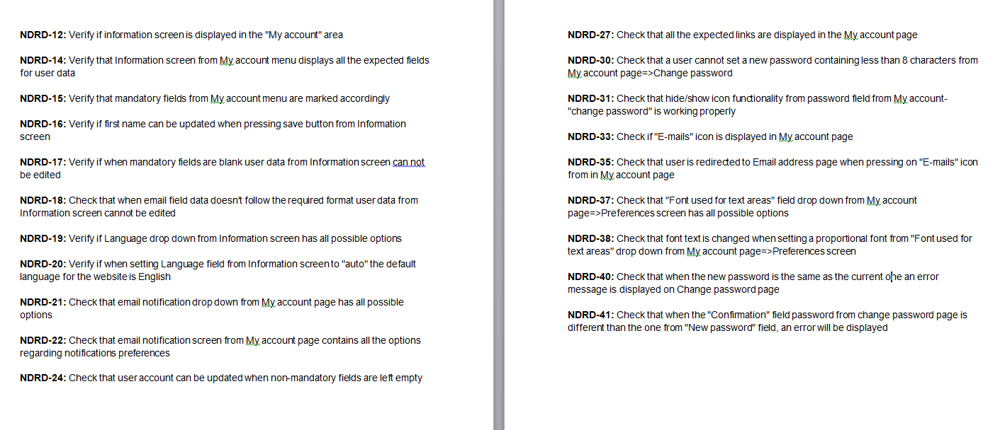 NDRD-12: Verify if information screen is displayed in the "My account" area
NDRD-14: Verify that Information screen from My account menu displays all the expected fields
for user data
NDRD-15: Verify that mandatory fields from My account menu are marked accordingly
NDRD-16: Verify if first name can be updated when pressing save button from Information
screen
NDRD-17: Verify if when mandatory fields are blank user data from Information screen can not
be edited
NDRD-18: Check that when email field data doesn't follow the required format user data from
Information screen cannot be edited
NDRD-19: Verify if Language drop down from Information screen has all possible options
NDRD-20: Verify if when setting Language field from Information screen to "auto" the default
language for the website is English
NDRD-21: Check that email notification drop down from My account page has all possible
options
NDRD-22: Check that email notification screen from My account page contains all the options
regarding notifications preferences
NDRD-24: Check that user account can be updated when non-mandatory fields are left empty
NDRD-27: Check that all the expected links are displayed in the My account page
NDRD-30: Check that a user cannot set a new password containing less than 8 characters from
My account page=>Change password
NDRD-31: Check that hide/show icon functionality from password field from My account-
"change password" is working properly
NDRD-33: Check if "E-mails" icon is displayed in My account page
NDRD-35: Check that user is redirected to Email address page when pressing on "E-mails" icon
from in My account page
NDRD-37: Check that "Font used for text areas" field drop down from My account
page=>Preferences screen has all possible options
NDRD-38: Check that font text is changed when setting a proportional font from "Font used for
text areas" drop down from My account page=>Preferences screen
NDRD-40: Check that when the new password is the same as the current one an error
message is displayed on Change password page
NDRD-41: Check that when the "Confirmation" field password from change password page is
different than the one from "New password" field, an error will be displayed